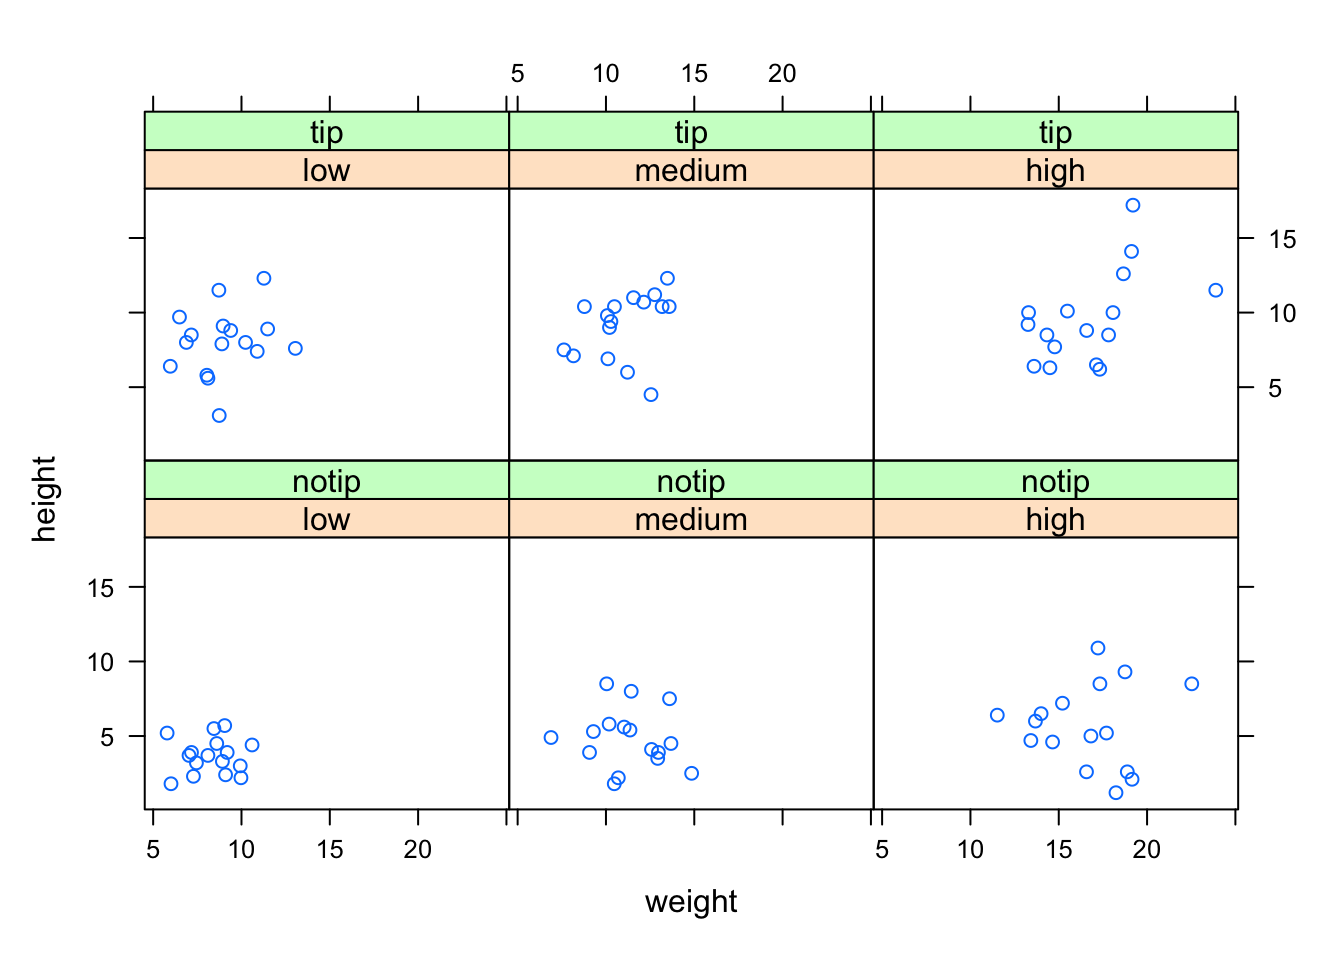 5 10 15 20
tip tip tip
low medium high
15
10
5
height
notip notip notip
low medium high
15
10
5
5 10 15 20 5 10 15 20
weight